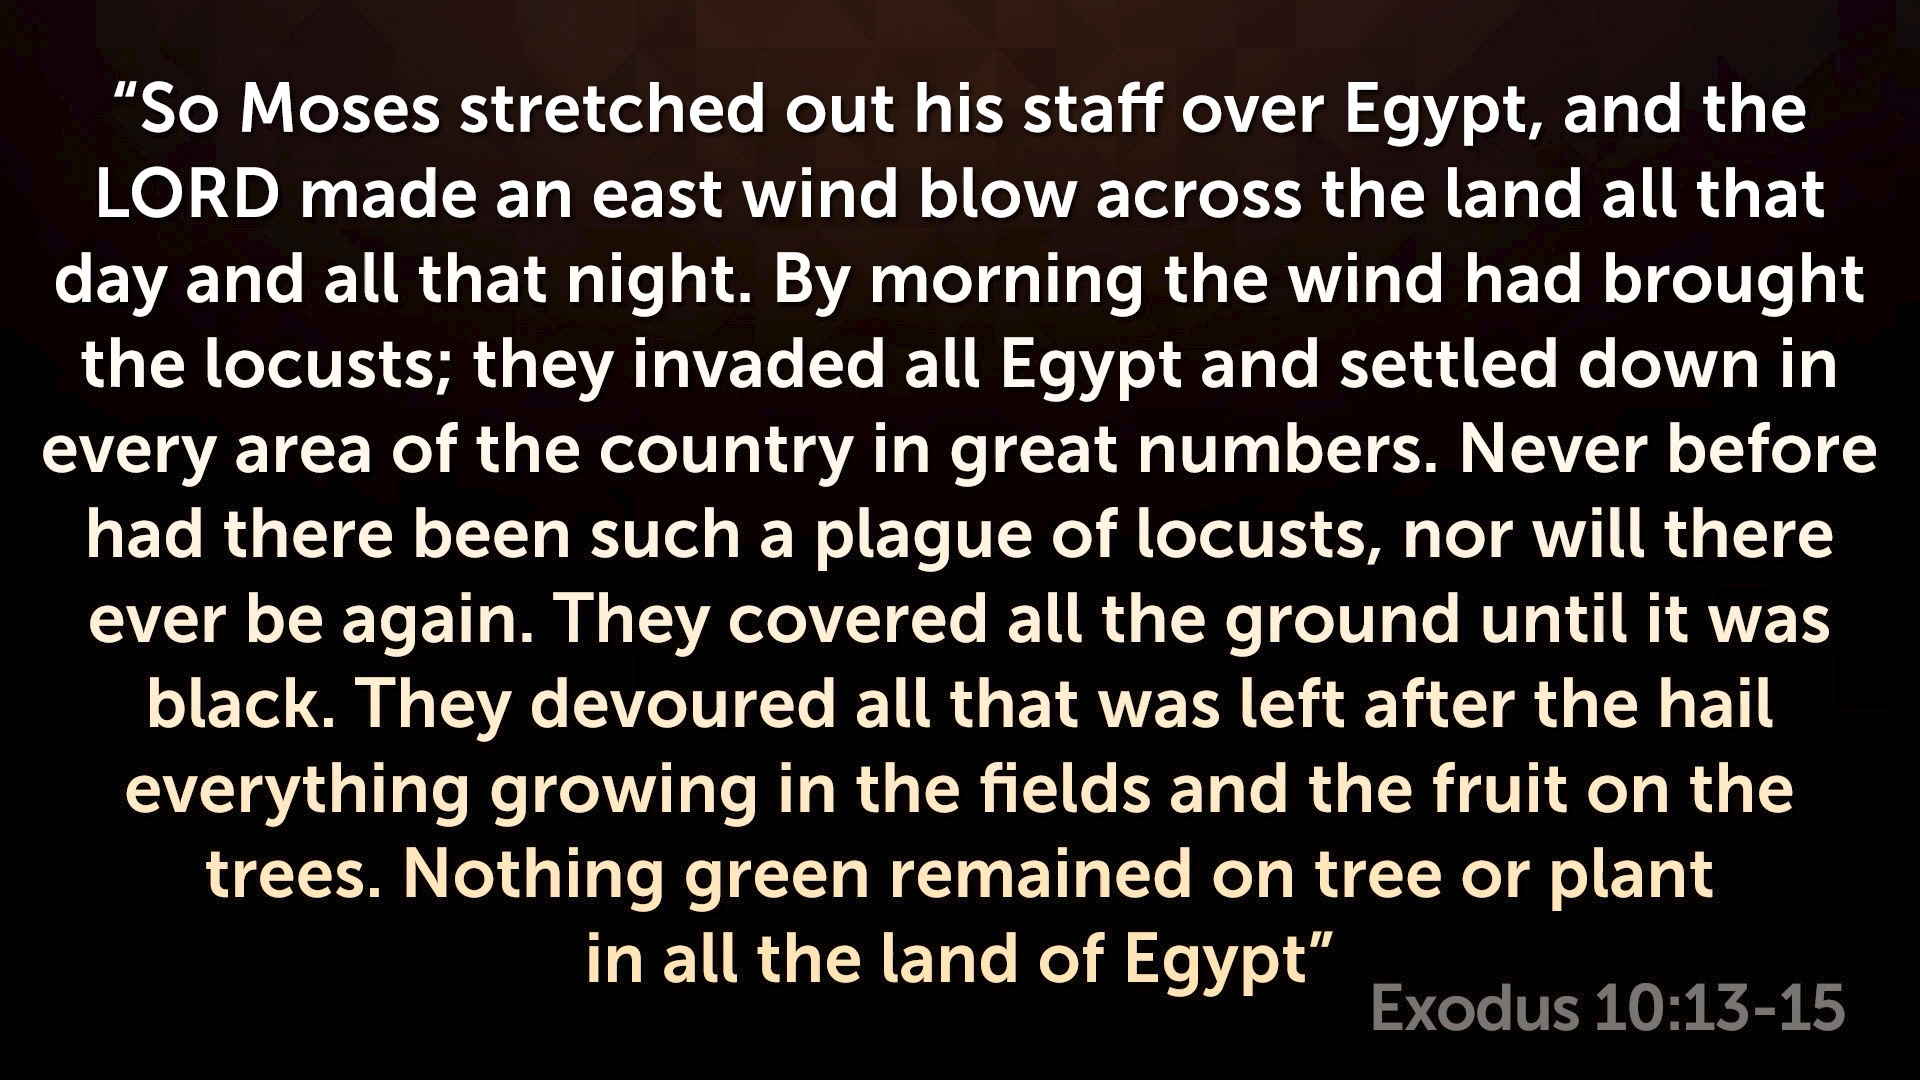 “So Moses stretched out his staff over Egypt, and the
LORD made an east wind blow across the land all that
day and all that night. By morning the wind had brought
the locusts; they invaded all Egypt and settled down in
every area of the country in great numbers. Never before
had there been such a plague of locusts, nor will there
ever be again. They covered all the ground until it was
black. They devoured all that was left after the hail
everything growing in the fields and the fruit on the
trees. Nothing green remained on tree or plant
in all the land of Egypt”
Exodus 10:13-15